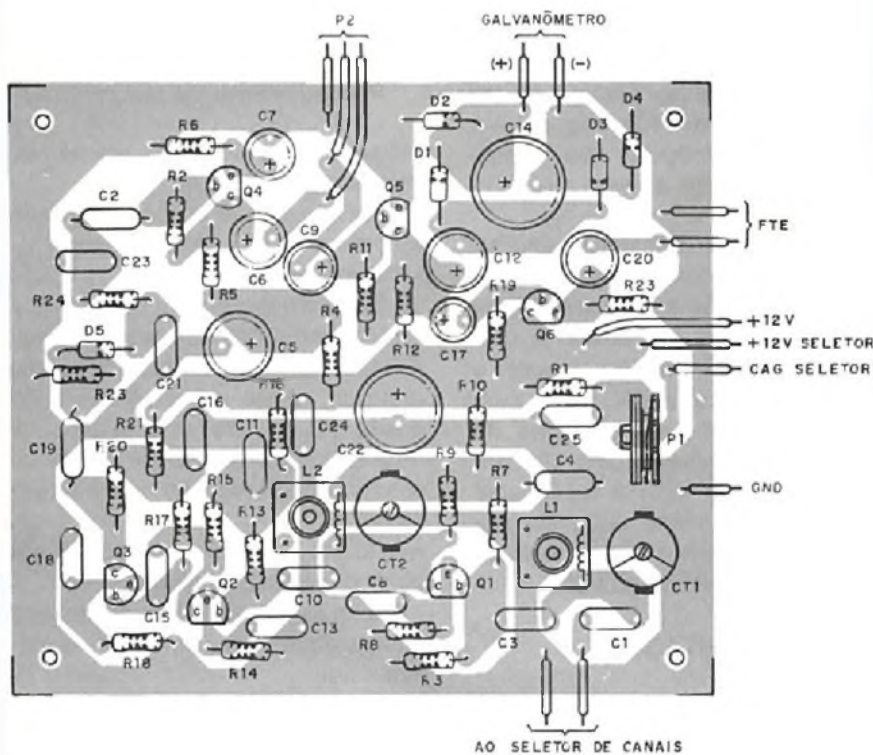 P2
GALVANÔMETRO
(+) (-)
D2 D4
C7 C14
R6 D3
D1
Q4 Q5
R2
C2
C9
C23 R11 C12 C20
C6 R19
R5 R23
R24 R4
Q6
R12 C17
D5 C5
R1
C21
R23 R10
C16 R16
R21 C11 C24 C25
C19 C22 P1
R20
R9 C4
L2 R7
R15 L1
R17 R13
C18 Q3
CT2 Q1 CT1
Q2
C15 C10 C6
C13 C3 C1
R8
R18 R14 R3
FTE
+12V
+12V SELETOR
CAG SELETOR
GND
AO SELETOR DE CANAIS